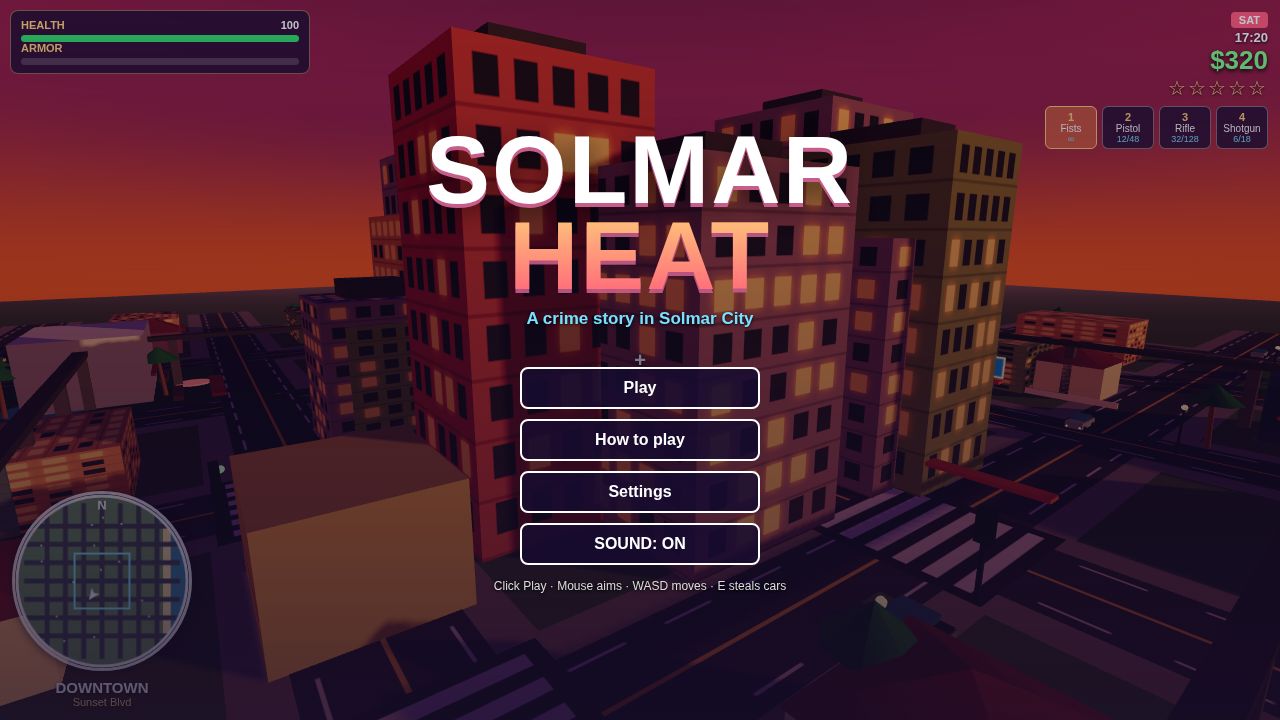 HEALTH 100
ARMOR
SAT
17:20
$320
☆☆☆☆☆
1 Fists ∞
2 Pistol 12/48
3 Rifle 32/128
4 Shotgun 6/18
SOLMAR
HEAT
A crime story in Solmar City
+
Play
How to play
Settings
SOUND: ON
Click Play · Mouse aims · WASD moves · E steals cars
N
DOWNTOWN
Sunset Blvd